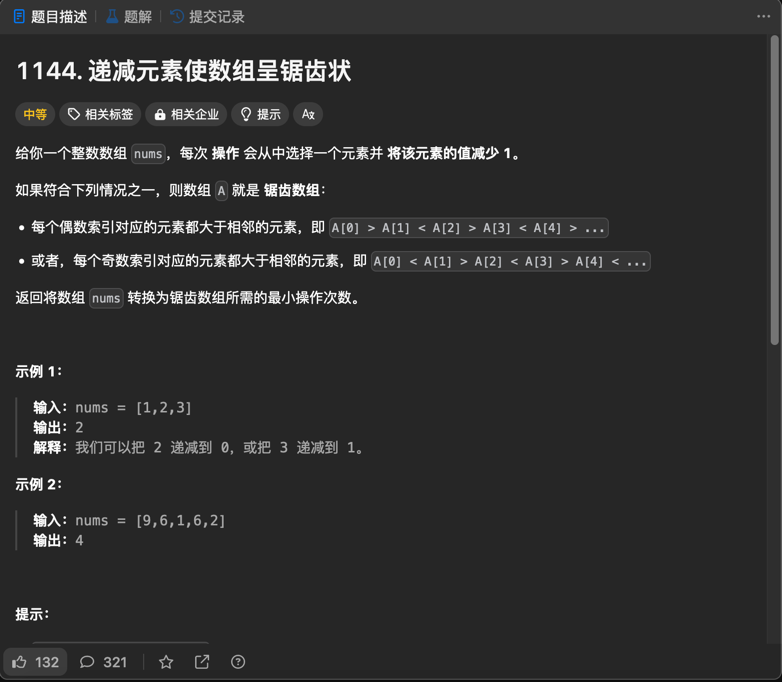 题目描述 题解 提交记录
1144. 递减元素使数组呈锯齿状
中等 相关标签 相关企业 提示
给你一个整数数组 nums，每次 操作 会从中选择一个元素并 将该元素的值减少 1。
如果符合下列情况之一，则数组 A 就是 锯齿数组：
• 每个偶数索引对应的元素都大于相邻的元素，即 A[0] > A[1] < A[2] > A[3] < A[4] > ...
• 或者，每个奇数索引对应的元素都大于相邻的元素，即 A[0] < A[1] > A[2] < A[3] > A[4] < ...
返回将数组 nums 转换为锯齿数组所需的最小操作次数。
示例 1：
输入：nums = [1,2,3]
输出：2
解释：我们可以把 2 递减到 0，或把 3 递减到 1。
示例 2：
输入：nums = [9,6,1,6,2]
输出：4
提示：
132 321